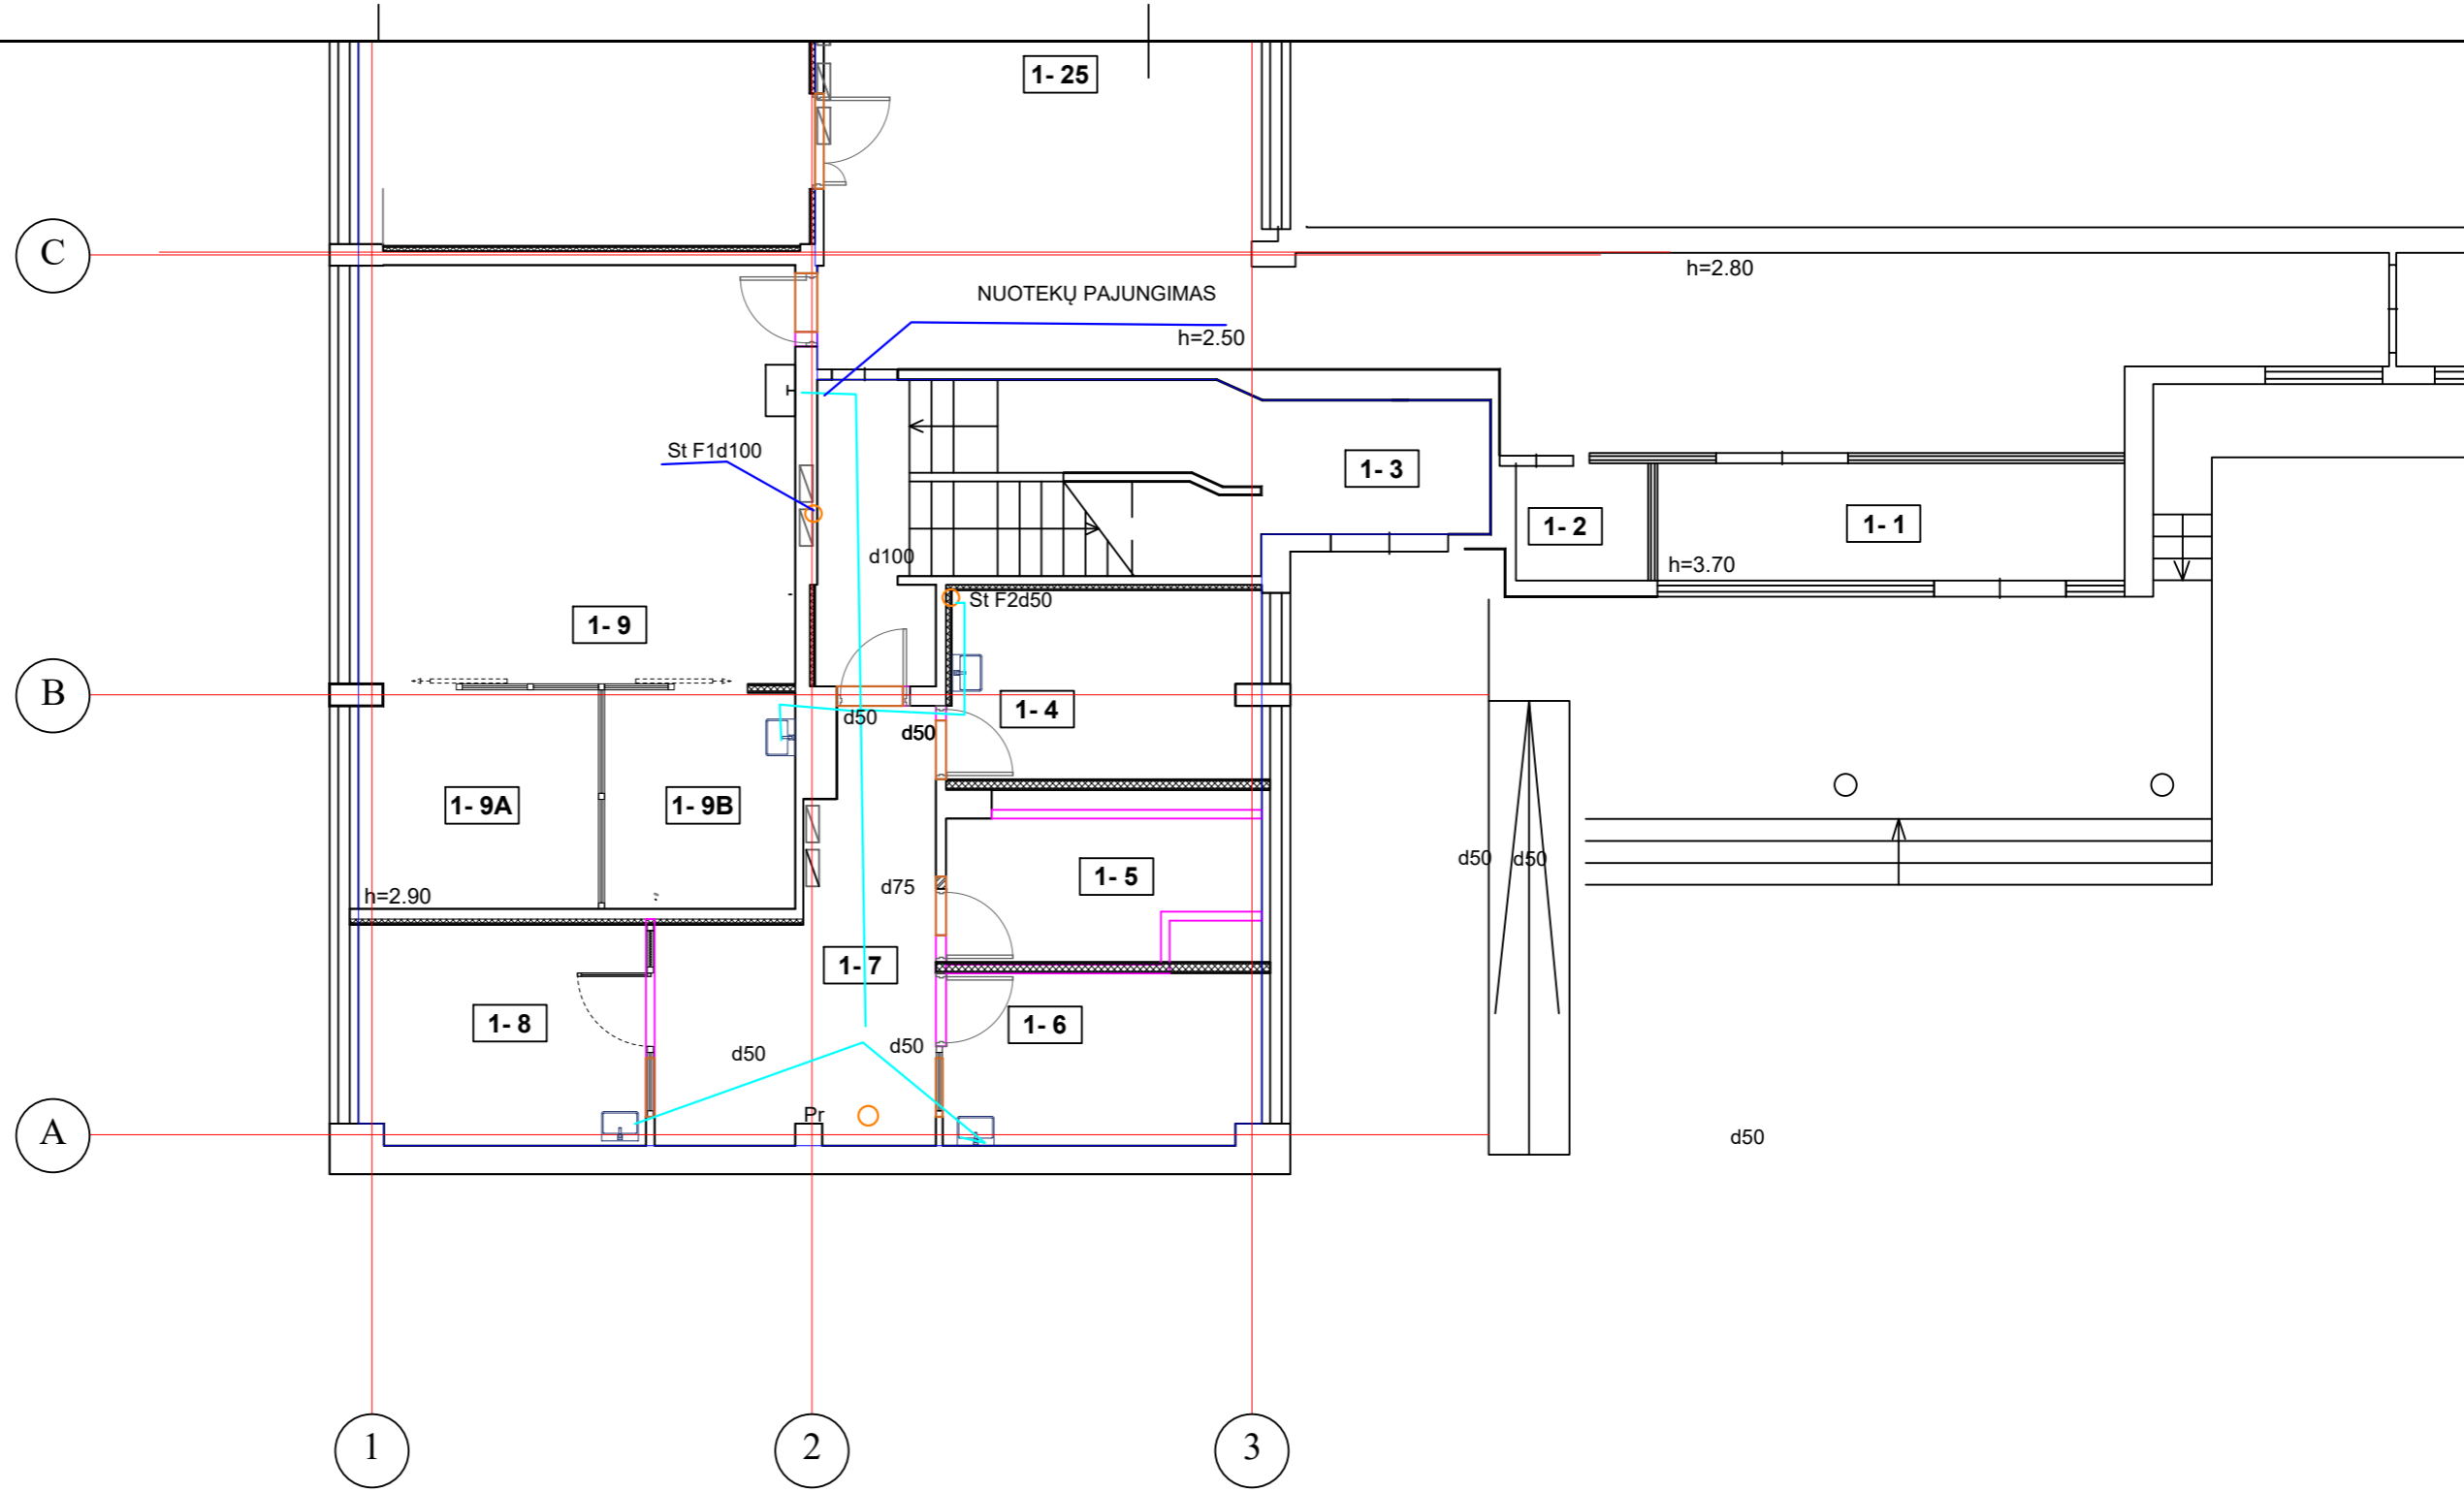 1- 25
C
h=2.80
NUOTEKŲ PAJUNGIMAS
h=2.50
St F1d100
1- 3
1- 2
1- 1
d100
h=3.70
St F2d50
1- 9
B
1- 4
d50
d50
1- 9A
1- 9B
d50
d50
1- 5
d75
h=2.90
1- 7
1- 8
1- 6
d50
d50
Pr
A
d50
1
2
3